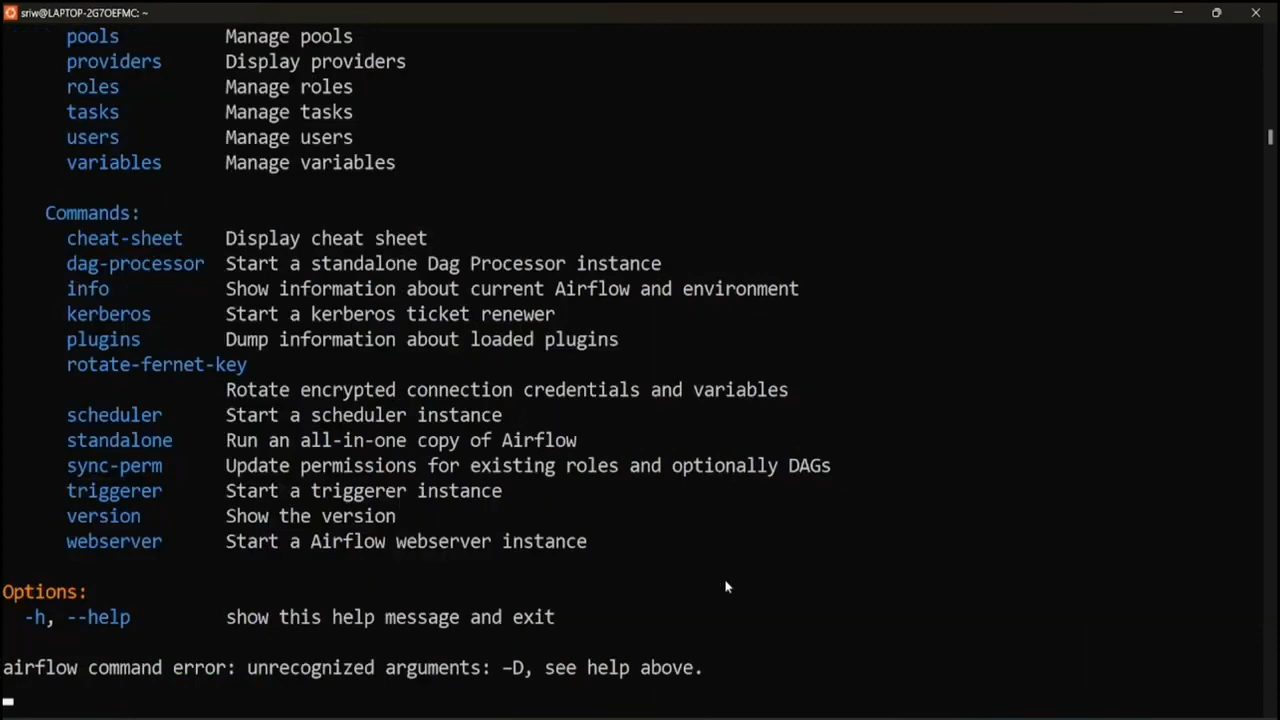 sriw@LAPTOP-2G7OEFMC: ~
pools Manage pools
providers Display providers
roles Manage roles
tasks Manage tasks
users Manage users
variables Manage variables
Commands:
cheat-sheet Display cheat sheet
dag-processor Start a standalone Dag Processor instance
info Show information about current Airflow and environment
kerberos Start a kerberos ticket renewer
plugins Dump information about loaded plugins
rotate-fernet-key
Rotate encrypted connection credentials and variables
scheduler Start a scheduler instance
standalone Run an all-in-one copy of Airflow
sync-perm Update permissions for existing roles and optionally DAGs
triggerer Start a triggerer instance
version Show the version
webserver Start a Airflow webserver instance
Options:
-h, --help show this help message and exit
airflow command error: unrecognized arguments: –D, see help above.